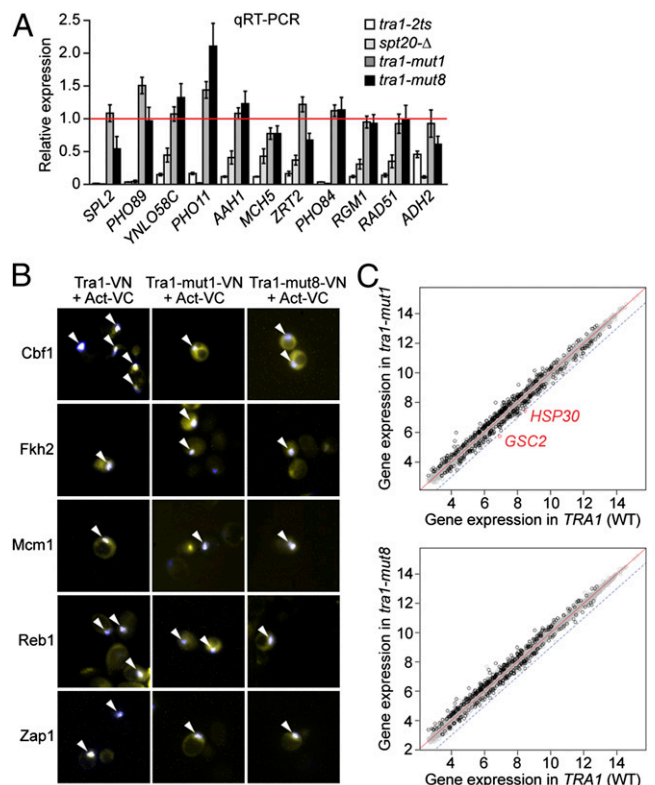 A
qRT-PCR
tra1-2ts
spt20-Δ
tra1-mut1
tra1-mut8
Relative expression
2.5
2.0
1.5
1.0
0.5
0.0
SPL2
PHO89
YNLO58C
PHO11
AAH1
MCH5
ZRT2
PHO84
RGM1
RAD51
ADH2
B
Tra1-VN Tra1-mut1-VN Tra1-mut8-VN
+ Act-VC + Act-VC + Act-VC
Cbf1
Fkh2
Mcm1
Reb1
Zap1
C
Gene expression in tra1-mut1
14
12
10
8
6
4
HSP30
GSC2
4 6 8 10 12 14
Gene expression in TRA1 (WT)
Gene expression in tra1-mut8
14
12
10
8
6
4
2
4 6 8 10 12 14
Gene expression in TRA1 (WT)